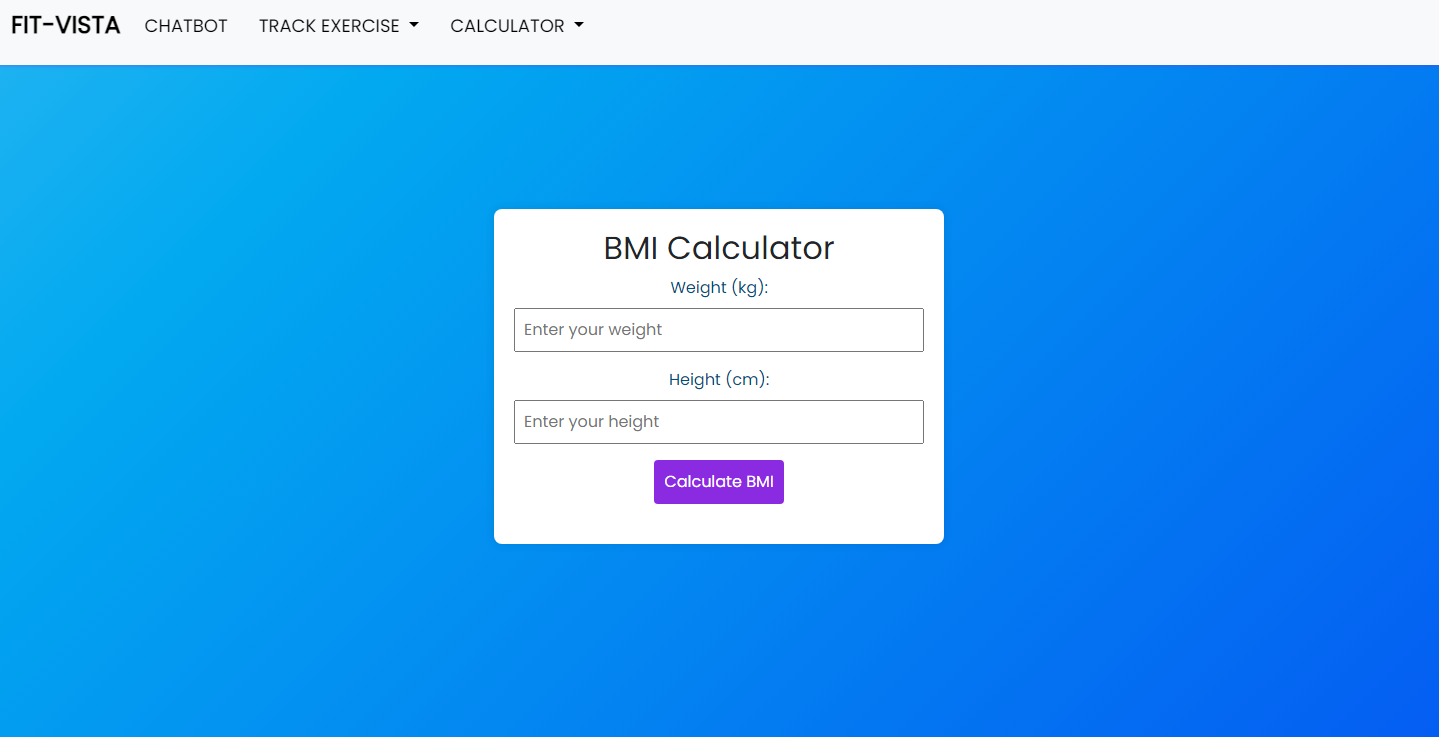 FIT-VISTA CHATBOT TRACK EXERCISE CALCULATOR
BMI Calculator
Weight (kg):
Enter your weight
Height (cm):
Enter your height
Calculate BMI